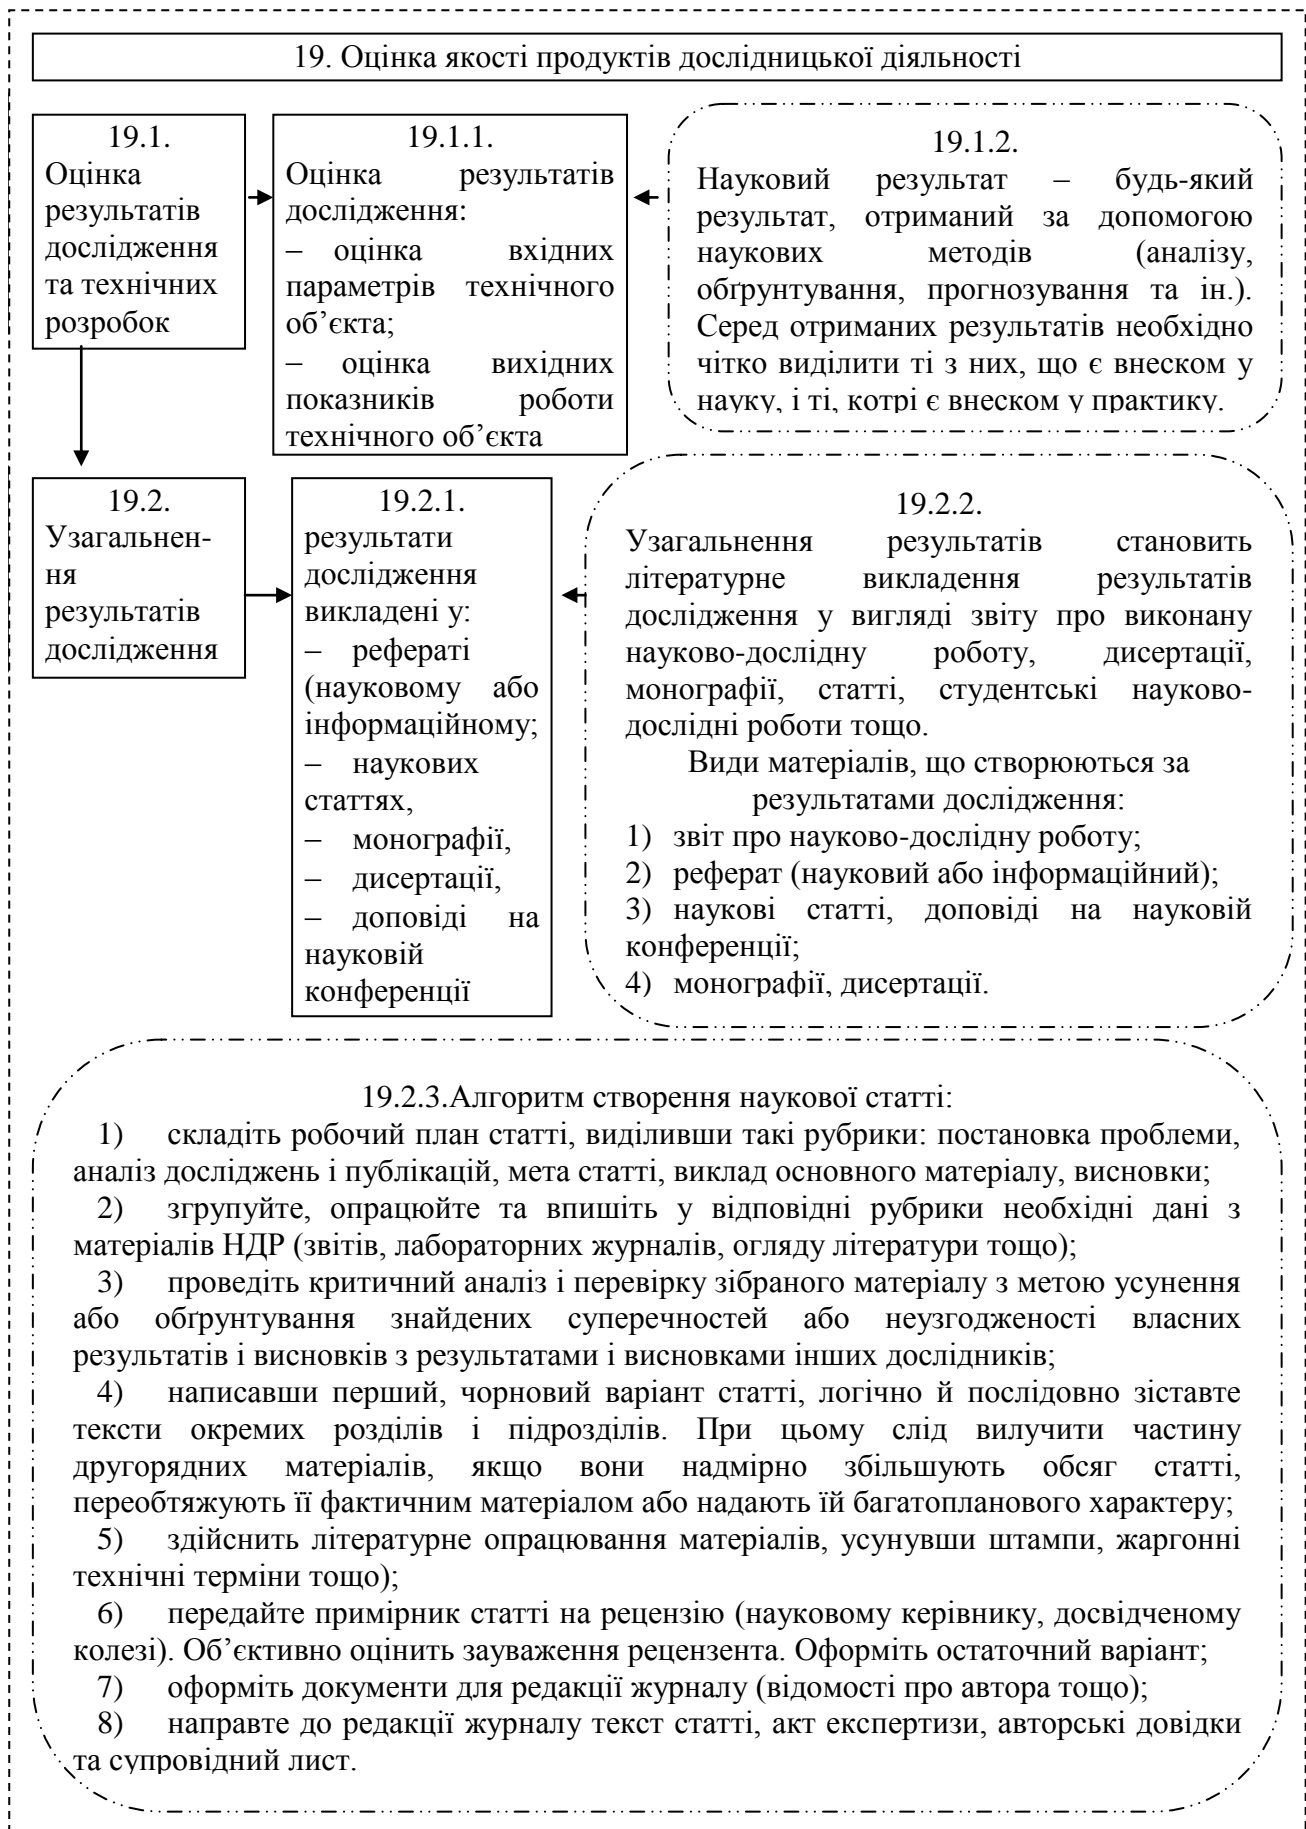 19. Оцінка якості продуктів дослідницької діяльності
19.1.
Оцінка
результатів
дослідження
та технічних
розробок
19.1.1.
Оцінка результатів
дослідження:
– оцінка вхідних
параметрів технічного
об’єкта;
– оцінка вихідних
показників роботи
технічного об’єкта
19.1.2.
Науковий результат – будь-який
результат, отриманий за допомогою
наукових методів (аналізу,
обґрунтування, прогнозування та ін.).
Серед отриманих результатів необхідно
чітко виділити ті з них, що є внеском у
науку, і ті, котрі є внеском у практику.
19.2.
Узагальнен-
ня
результатів
дослідження
19.2.1.
результати
дослідження
викладені у:
– рефераті
(науковому або
інформаційному;
– наукових
статтях,
– монографії,
– дисертації,
– доповіді на
науковій
конференції
19.2.2.
Узагальнення результатів становить
літературне викладення результатів
дослідження у вигляді звіту про виконану
науково-дослідну роботу, дисертації,
монографії, статті, студентські науково-
дослідні роботи тощо.
Види матеріалів, що створюються за
результатами дослідження:
1) звіт про науково-дослідну роботу;
2) реферат (науковий або інформаційний);
3) наукові статті, доповіді на науковій
конференції;
4) монографії, дисертації.
19.2.3.Алгоритм створення наукової статті:
1) складіть робочий план статті, виділивши такі рубрики: постановка проблеми,
аналіз досліджень і публікацій, мета статті, виклад основного матеріалу, висновки;
2) згрупуйте, опрацюйте та впишіть у відповідні рубрики необхідні дані з
матеріалів НДР (звітів, лабораторних журналів, огляду літератури тощо);
3) проведіть критичний аналіз і перевірку зібраного матеріалу з метою усунення
або обґрунтування знайдених суперечностей або неузгодженості власних
результатів і висновків з результатами і висновками інших дослідників;
4) написавши перший, чорновий варіант статті, логічно й послідовно зіставте
тексти окремих розділів і підрозділів. При цьому слід вилучити частину
другорядних матеріалів, якщо вони надмірно збільшують обсяг статті,
переобтяжують її фактичним матеріалом або надають їй багатопланового характеру;
5) здійснить літературне опрацювання матеріалів, усунувши штампи, жаргонні
технічні терміни тощо);
6) передайте примірник статті на рецензію (науковому керівнику, досвідченому
колезі). Об’єктивно оцінить зауваження рецензента. Оформіть остаточний варіант;
7) оформіть документи для редакції журналу (відомості про автора тощо);
8) направте до редакції журналу текст статті, акт експертизи, авторські довідки
та супровідний лист.